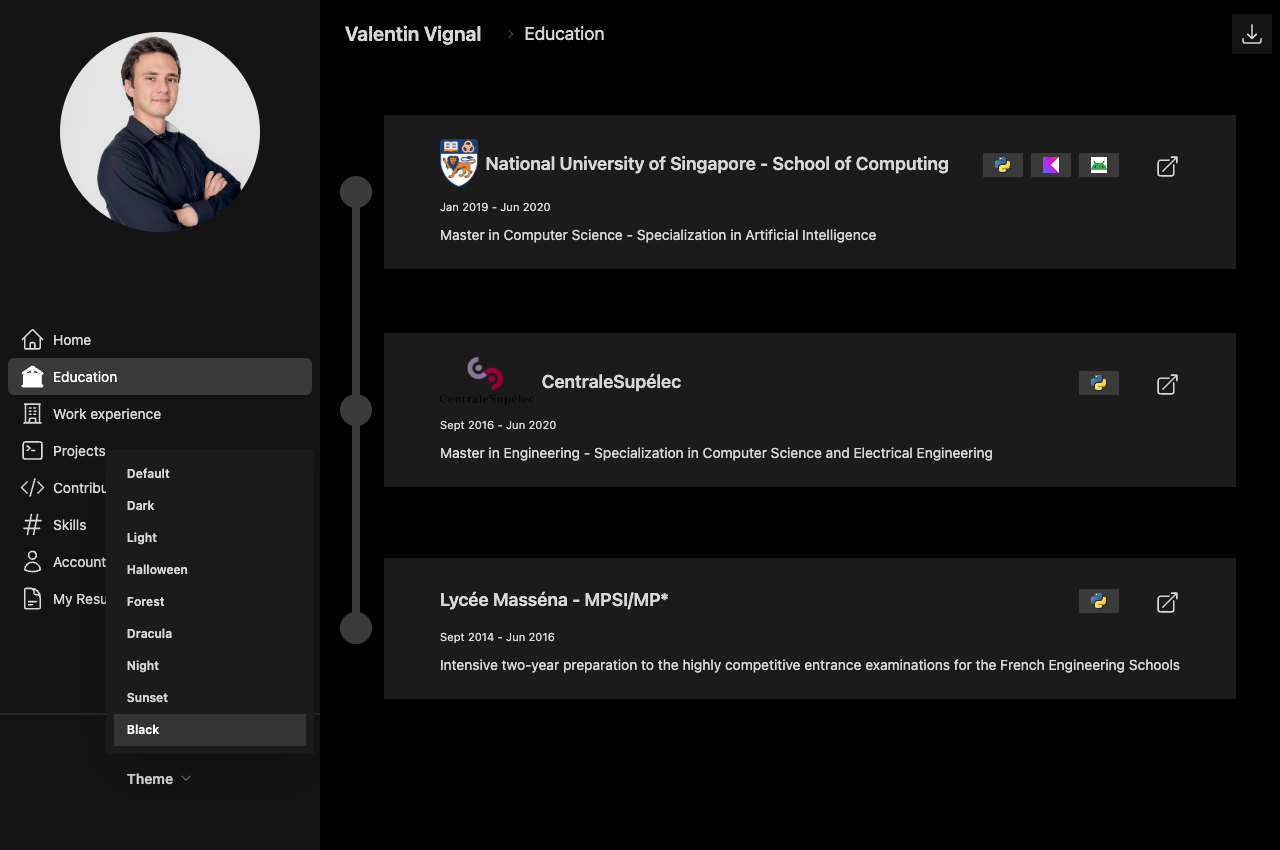 Valentin Vignal
Education
Home
Education
Work experience
Projects
Contribu
Skills
Account
My Resu
Default
Dark
Light
Halloween
Forest
Dracula
Night
Sunset
Black
Theme
National University of Singapore - School of Computing
Jan 2019 - Jun 2020
Master in Computer Science - Specialization in Artificial Intelligence
CentraleSupélec
CentraleSupélec
Sept 2016 - Jun 2020
Master in Engineering - Specialization in Computer Science and Electrical Engineering
Lycée Masséna - MPSI/MP*
Sept 2014 - Jun 2016
Intensive two-year preparation to the highly competitive entrance examinations for the French Engineering Schools